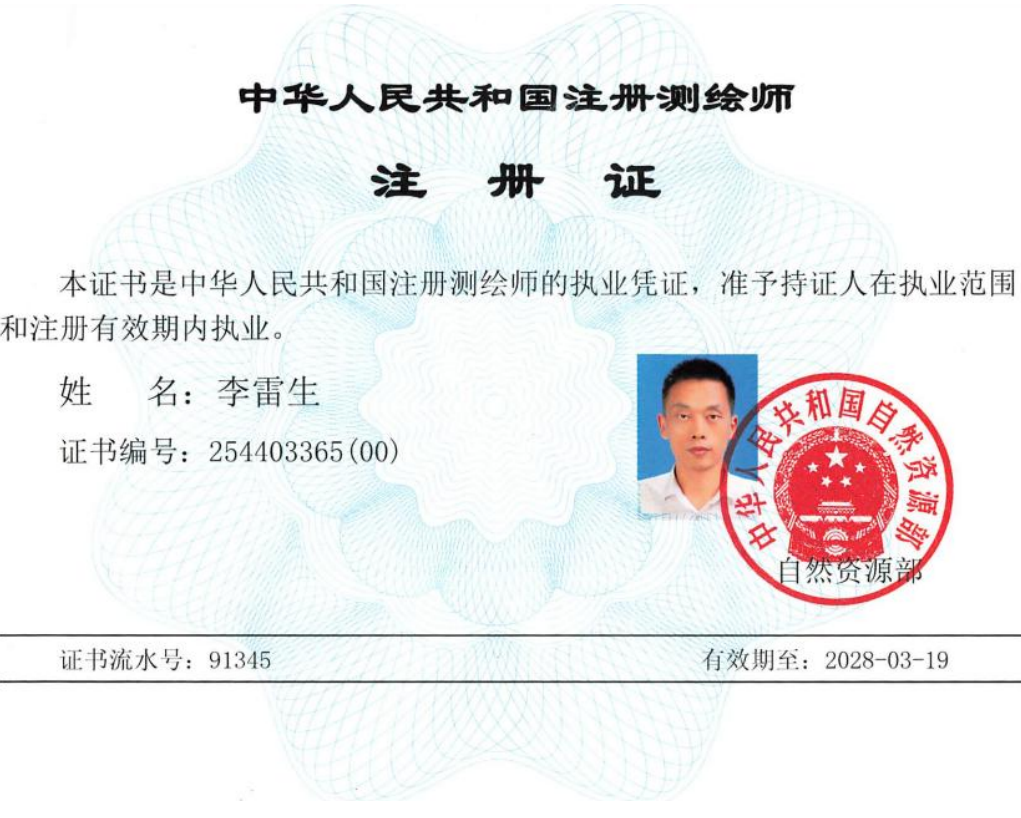 中华人民共和国注册测绘师
注 册 证
本证书是中华人民共和国注册测绘师的执业凭证，准予持证人在执业范围
和注册有效期内执业。
姓 名：李雷生
证书编号：254403365(00)
中华人民共和国自然资源部
自然资源部
证书流水号：91345
有效期至：2028-03-19